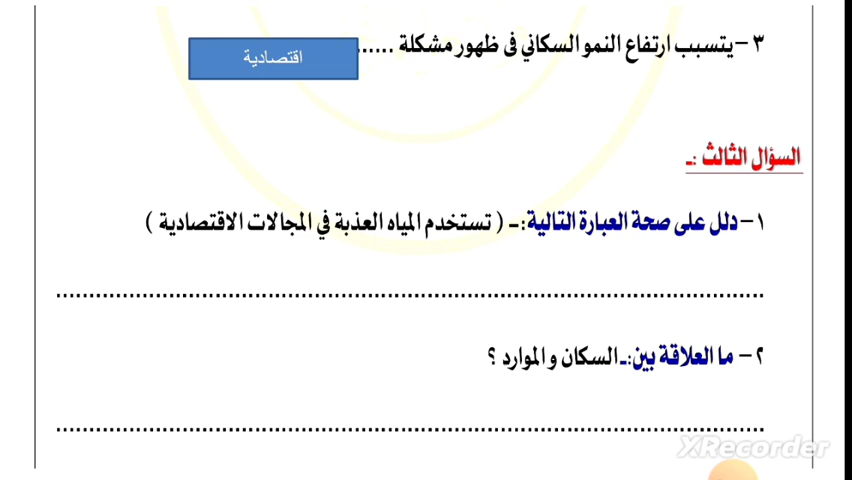 ٣ – يتسبب ارتفاع النمو السكاني فى ظهور مشكلة ......
اقتصادية
السؤال الثالث :ـ
١ – دلل على صحة العبارة التالية:ـ ( تستخدم المياه العذبة في المجالات الاقتصادية )
................................................................................
٢ – ما العلاقة بين:ـ السكان و الموارد ؟
................................................................................
XRecorder